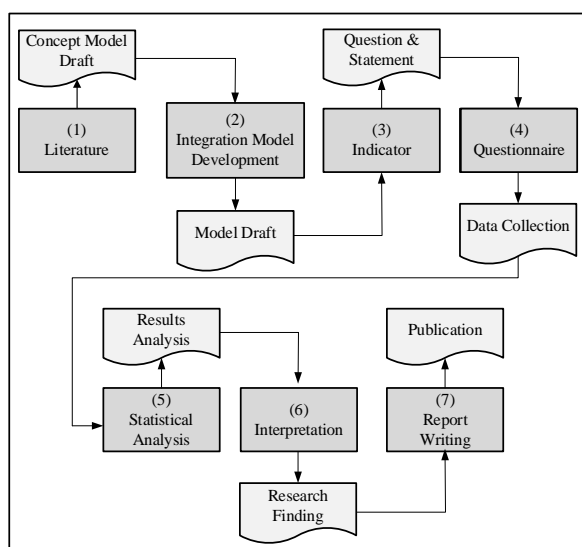 Concept Model
Draft
(1)
Literature
(2)
Integration Model
Development
Model Draft
Question &
Statement
(3)
Indicator
(4)
Questionnaire
Data Collection
Results
Analysis
(5)
Statistical
Analysis
(6)
Interpretation
Research
Finding
Publication
(7)
Report
Writing